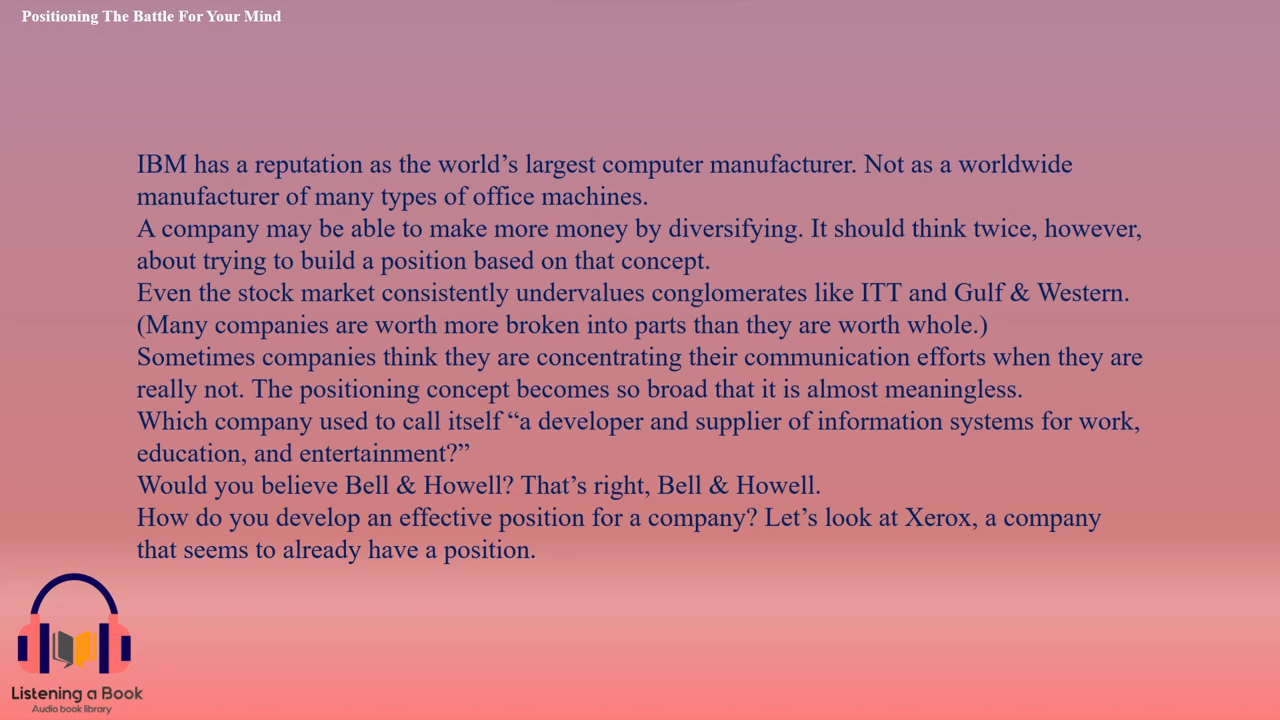 Positioning The Battle For Your Mind
IBM has a reputation as the world’s largest computer manufacturer. Not as a worldwide
manufacturer of many types of office machines.
A company may be able to make more money by diversifying. It should think twice, however,
about trying to build a position based on that concept.
Even the stock market consistently undervalues conglomerates like ITT and Gulf & Western.
(Many companies are worth more broken into parts than they are worth whole.)
Sometimes companies think they are concentrating their communication efforts when they are
really not. The positioning concept becomes so broad that it is almost meaningless.
Which company used to call itself “a developer and supplier of information systems for work,
education, and entertainment?”
Would you believe Bell & Howell? That’s right, Bell & Howell.
How do you develop an effective position for a company? Let’s look at Xerox, a company
that seems to already have a position.
Listening a Book
Audio book library